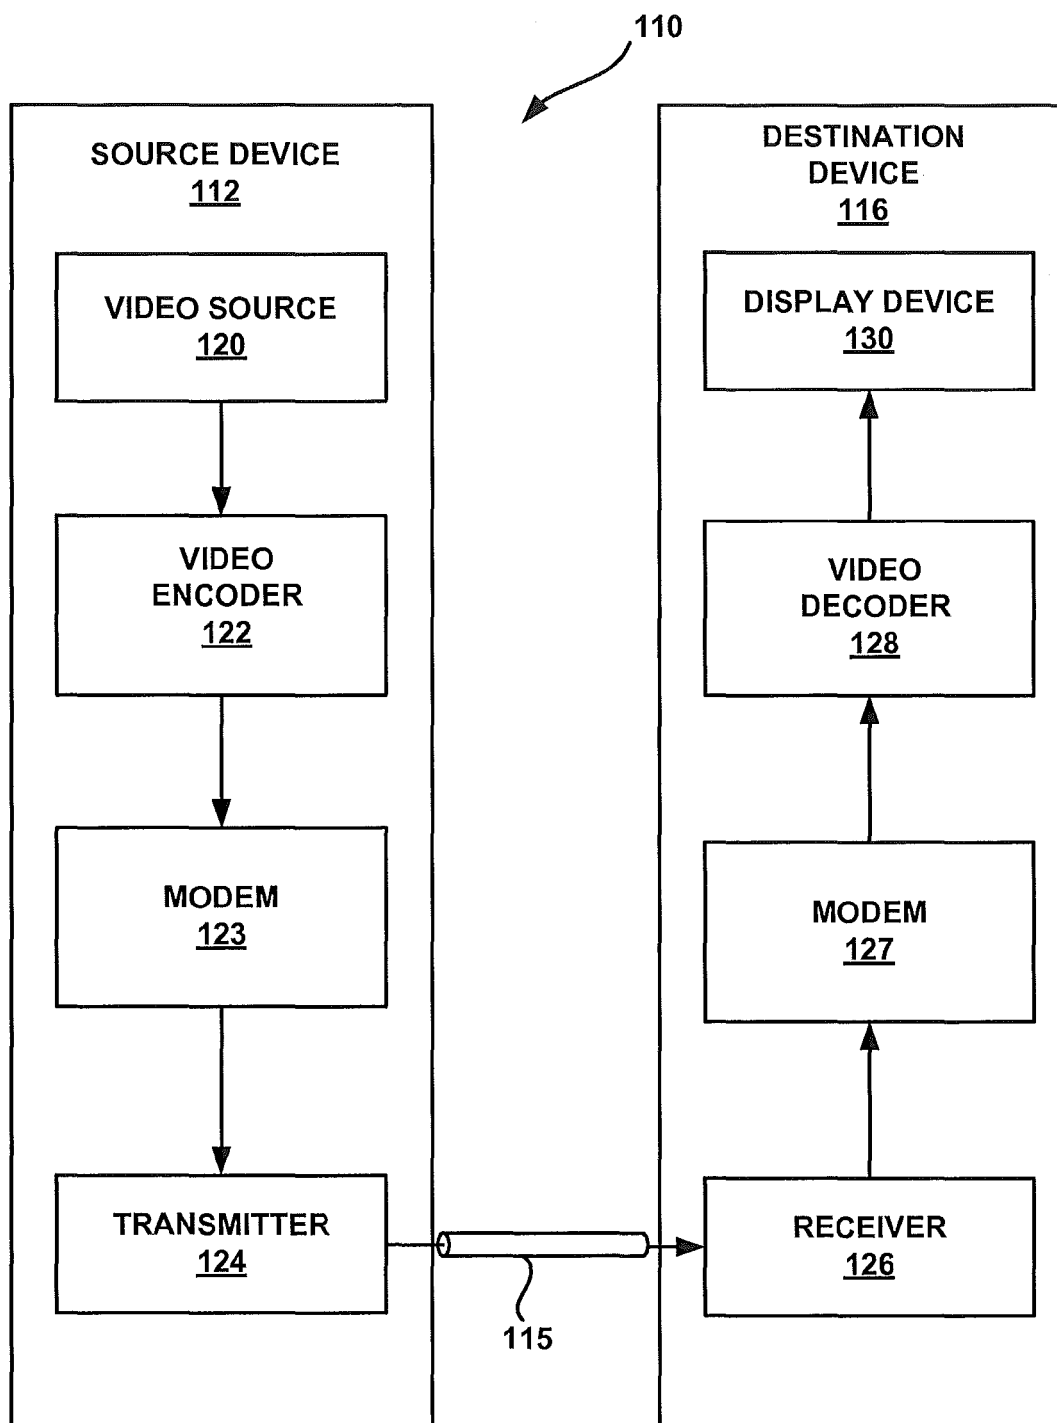 110
SOURCE DEVICE
112
VIDEO SOURCE
120
VIDEO
ENCODER
122
MODEM
123
TRANSMITTER
124
115
DESTINATION
DEVICE
116
DISPLAY DEVICE
130
VIDEO
DECODER
128
MODEM
127
RECEIVER
126